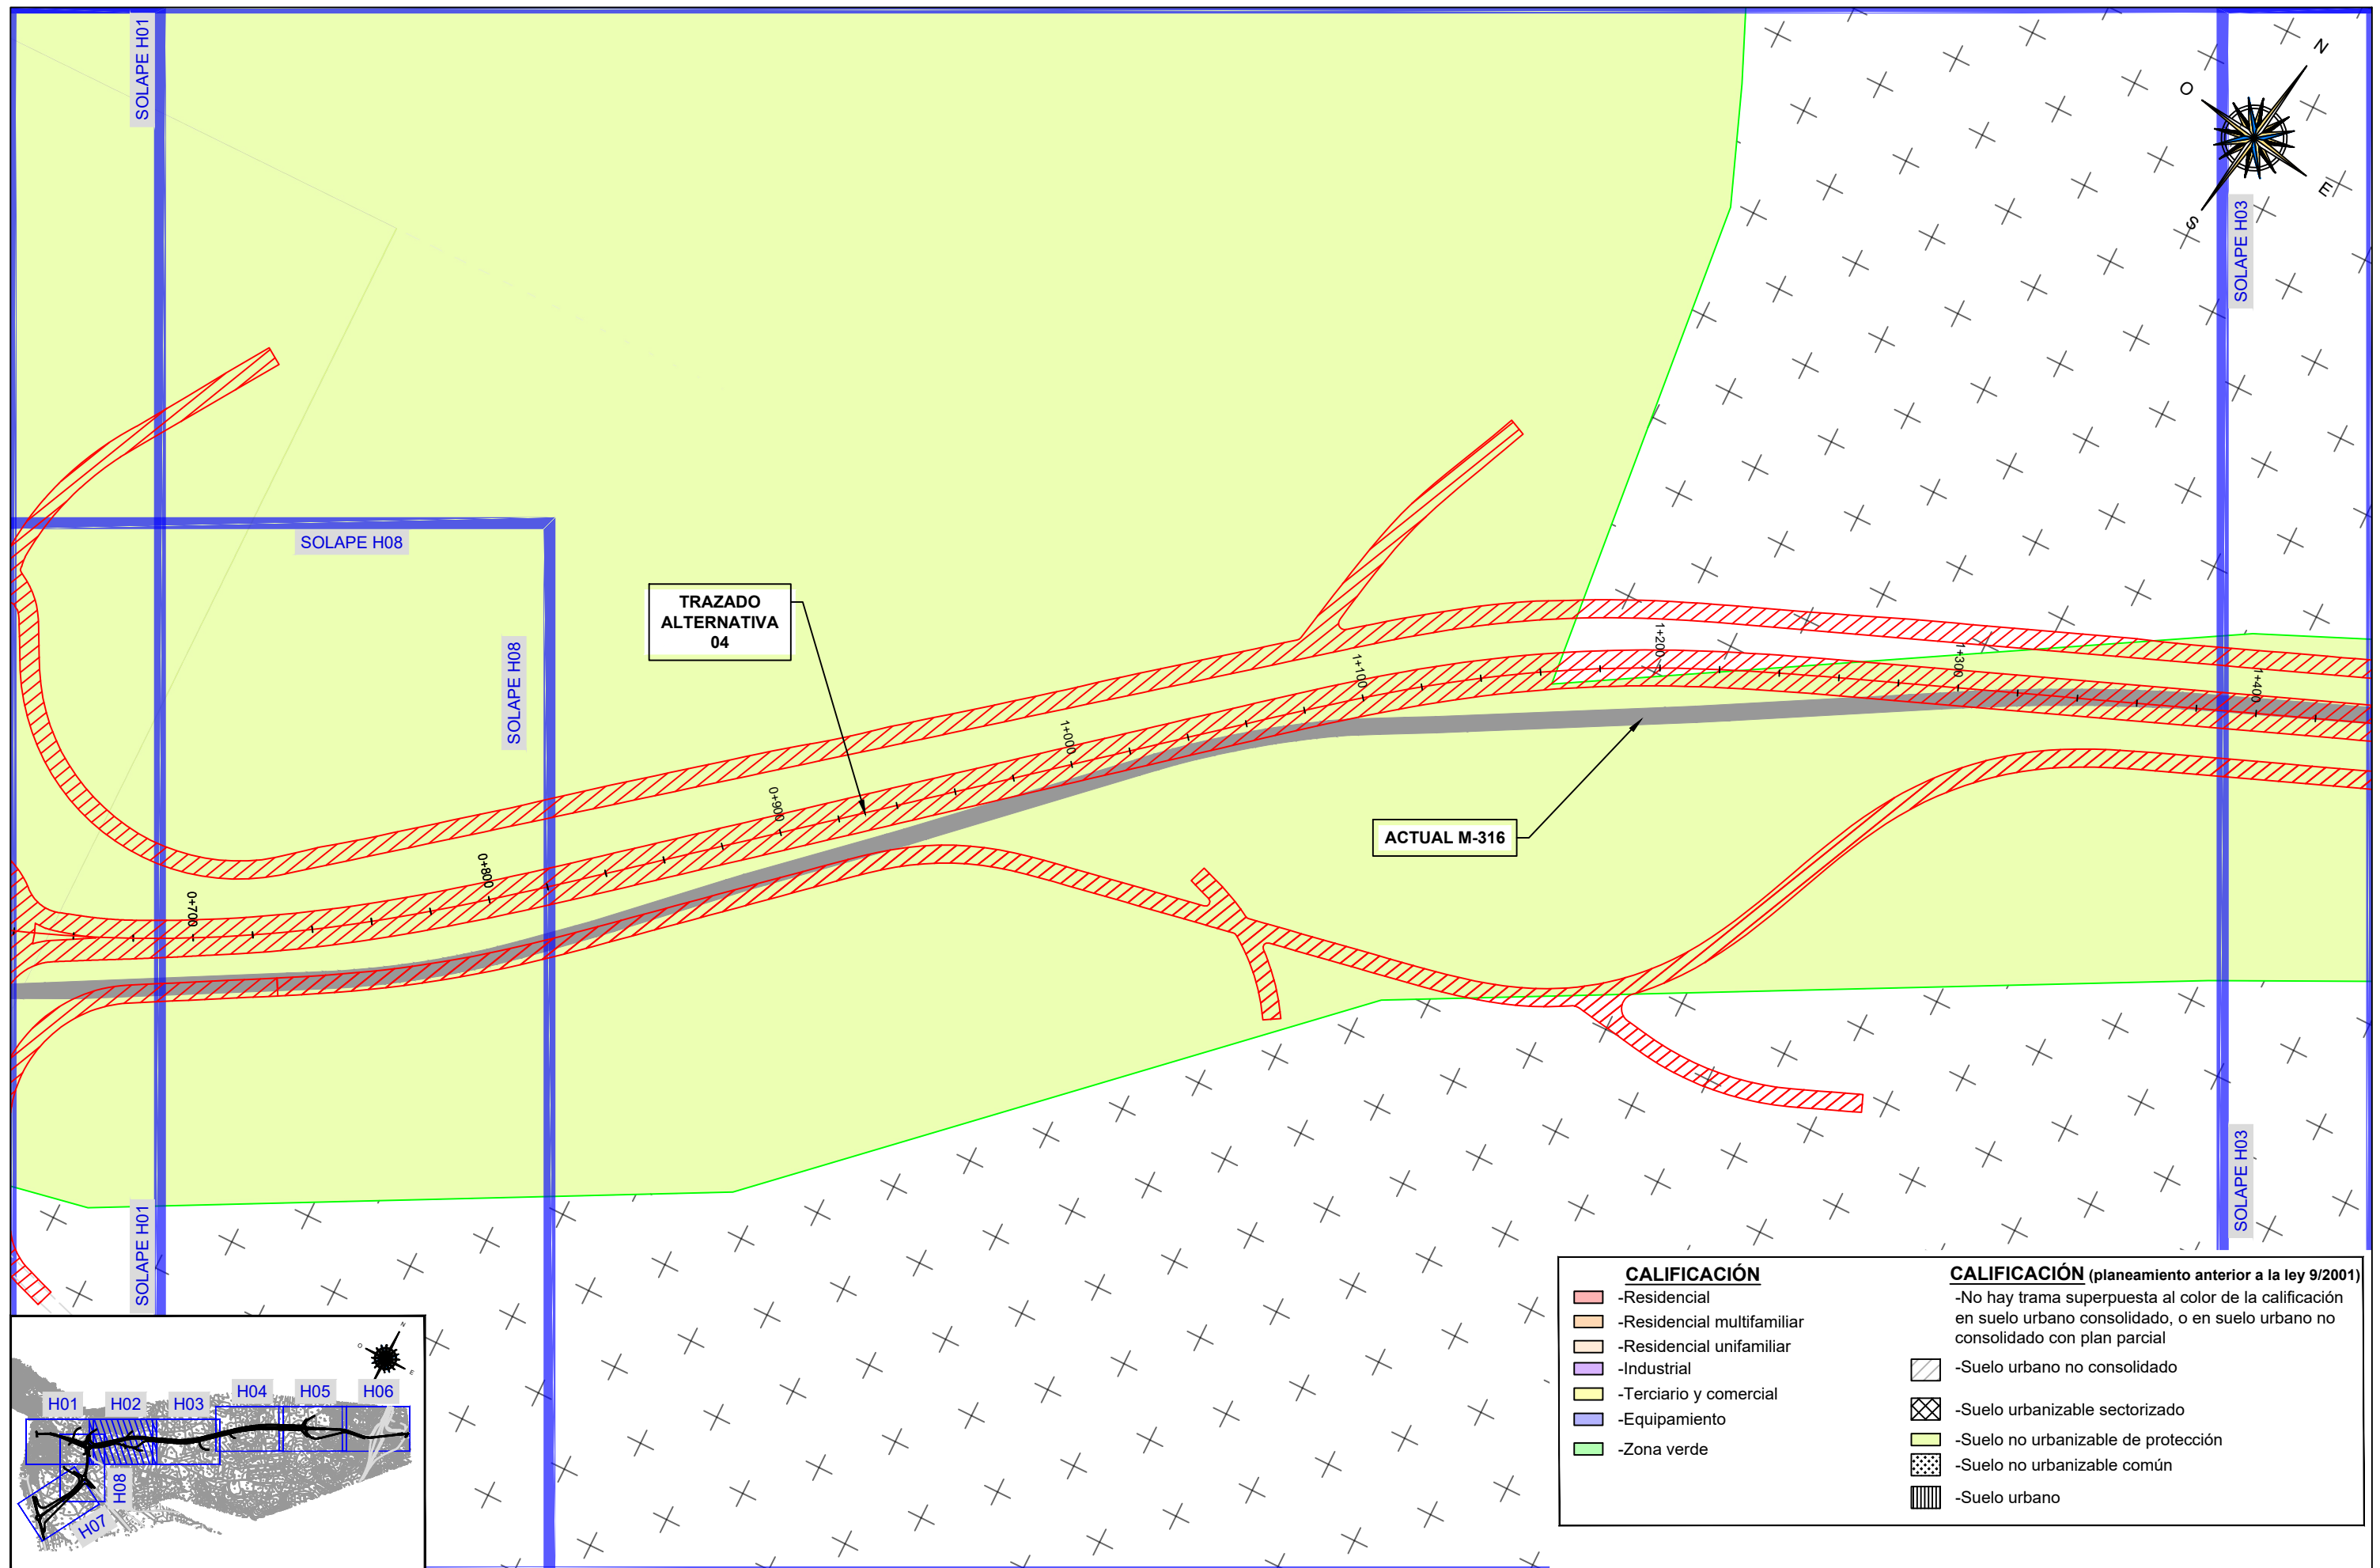 SOLAPE H01
N
O
E
S
SOLAPE H03
SOLAPE H08
SOLAPE H08
TRAZADO
ALTERNATIVA
04
0+700
0+800
0+900
1+000
1+100
1+200
1+300
1+400
ACTUAL M-316
SOLAPE H01
SOLAPE H03
N
O
E
H01
H02
H03
H04
H05
H06
H08
H07
CALIFICACIÓN
-Residencial
-Residencial multifamiliar
-Residencial unifamiliar
-Industrial
-Terciario y comercial
-Equipamiento
-Zona verde
CALIFICACIÓN (planeamiento anterior a la ley 9/2001)
-No hay trama superpuesta al color de la calificación
en suelo urbano consolidado, o en suelo urbano no
consolidado con plan parcial
-Suelo urbano no consolidado
-Suelo urbanizable sectorizado
-Suelo no urbanizable de protección
-Suelo no urbanizable común
-Suelo urbano